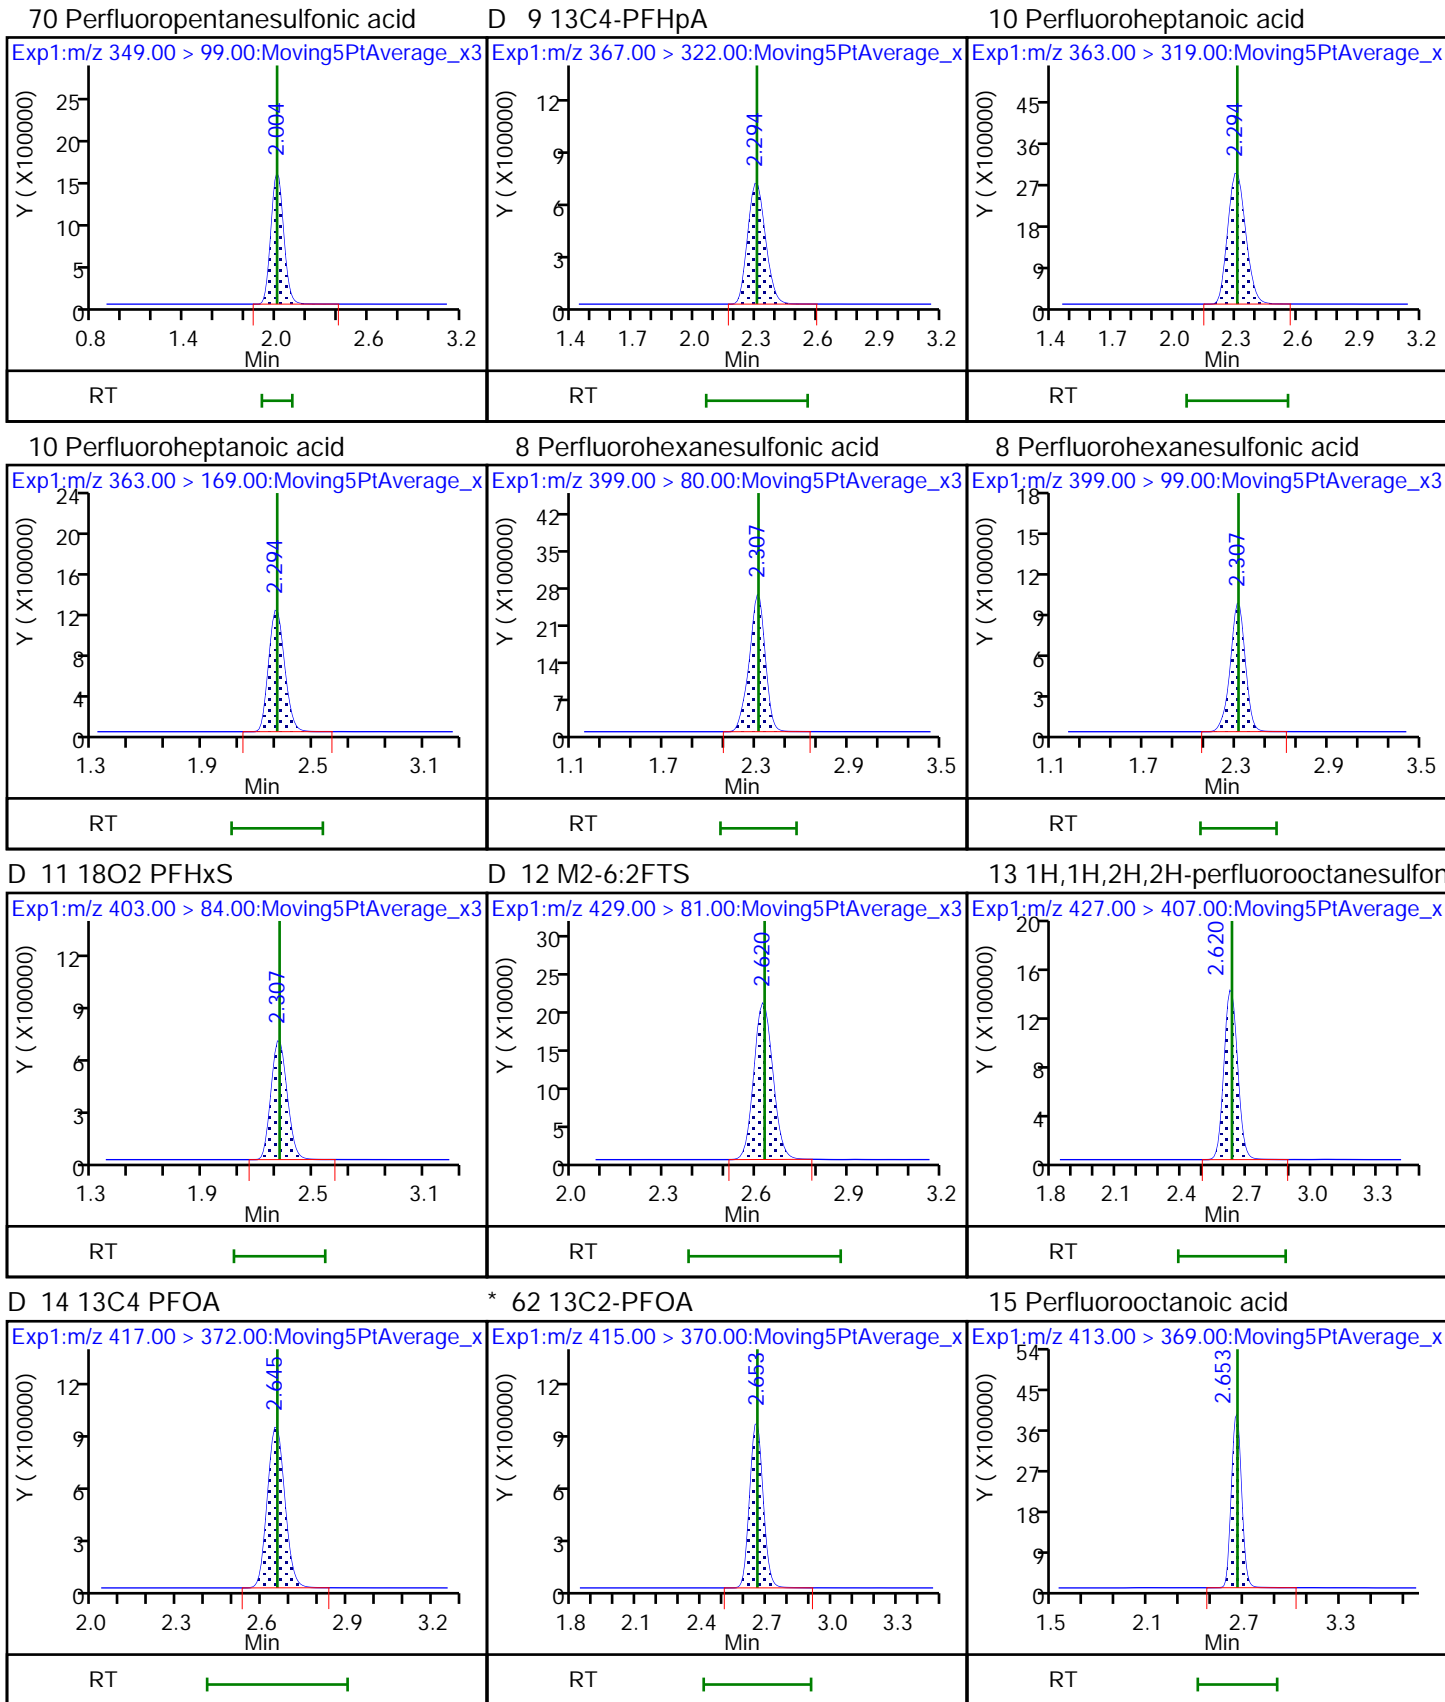 70 Perfluoropentanesulfonic acid
Exp1:m/z 349.00 > 99.00:Moving5PtAverage_x3
Y ( X100000)
25
20
15
10
5
0
2.004
0.8 1.4 2.0 2.6 3.2
Min
RT
D 9 13C4-PFHpA
Exp1:m/z 367.00 > 322.00:Moving5PtAverage_x
Y ( X100000)
12
9
6
3
0
2.294
1.4 1.7 2.0 2.3 2.6 2.9 3.2
Min
RT
10 Perfluoroheptanoic acid
Exp1:m/z 363.00 > 319.00:Moving5PtAverage_x
Y ( X100000)
45
36
27
18
9
0
2.294
1.4 1.7 2.0 2.3 2.6 2.9 3.2
Min
RT
10 Perfluoroheptanoic acid
Exp1:m/z 363.00 > 169.00:Moving5PtAverage_x
Y ( X100000)
24
20
16
12
8
4
0
2.294
1.3 1.9 2.5 3.1
Min
RT
8 Perfluorohexanesulfonic acid
Exp1:m/z 399.00 > 80.00:Moving5PtAverage_x3
Y ( X100000)
42
35
28
21
14
7
0
2.307
1.1 1.7 2.3 2.9 3.5
Min
RT
8 Perfluorohexanesulfonic acid
Exp1:m/z 399.00 > 99.00:Moving5PtAverage_x3
Y ( X100000)
18
15
12
9
6
3
0
2.307
1.1 1.7 2.3 2.9 3.5
Min
RT
D 11 18O2 PFHxS
Exp1:m/z 403.00 > 84.00:Moving5PtAverage_x3
Y ( X100000)
12
9
6
3
0
2.307
1.3 1.9 2.5 3.1
Min
RT
D 12 M2-6:2FTS
Exp1:m/z 429.00 > 81.00:Moving5PtAverage_x3
Y ( X100000)
30
25
20
15
10
5
0
2.620
2.0 2.3 2.6 2.9 3.2
Min
RT
13 1H,1H,2H,2H-perfluorooctanesulfon
Exp1:m/z 427.00 > 407.00:Moving5PtAverage_x
Y ( X100000)
20
16
12
8
4
0
2.620
1.8 2.1 2.4 2.7 3.0 3.3
Min
RT
D 14 13C4 PFOA
Exp1:m/z 417.00 > 372.00:Moving5PtAverage_x
Y ( X100000)
12
9
6
3
0
2.645
2.0 2.3 2.6 2.9 3.2
Min
RT
* 62 13C2-PFOA
Exp1:m/z 415.00 > 370.00:Moving5PtAverage_x
Y ( X100000)
12
9
6
3
0
2.653
1.8 2.1 2.4 2.7 3.0 3.3
Min
RT
15 Perfluorooctanoic acid
Exp1:m/z 413.00 > 369.00:Moving5PtAverage_x
Y ( X100000)
54
45
36
27
18
9
0
2.653
1.5 2.1 2.7 3.3
Min
RT